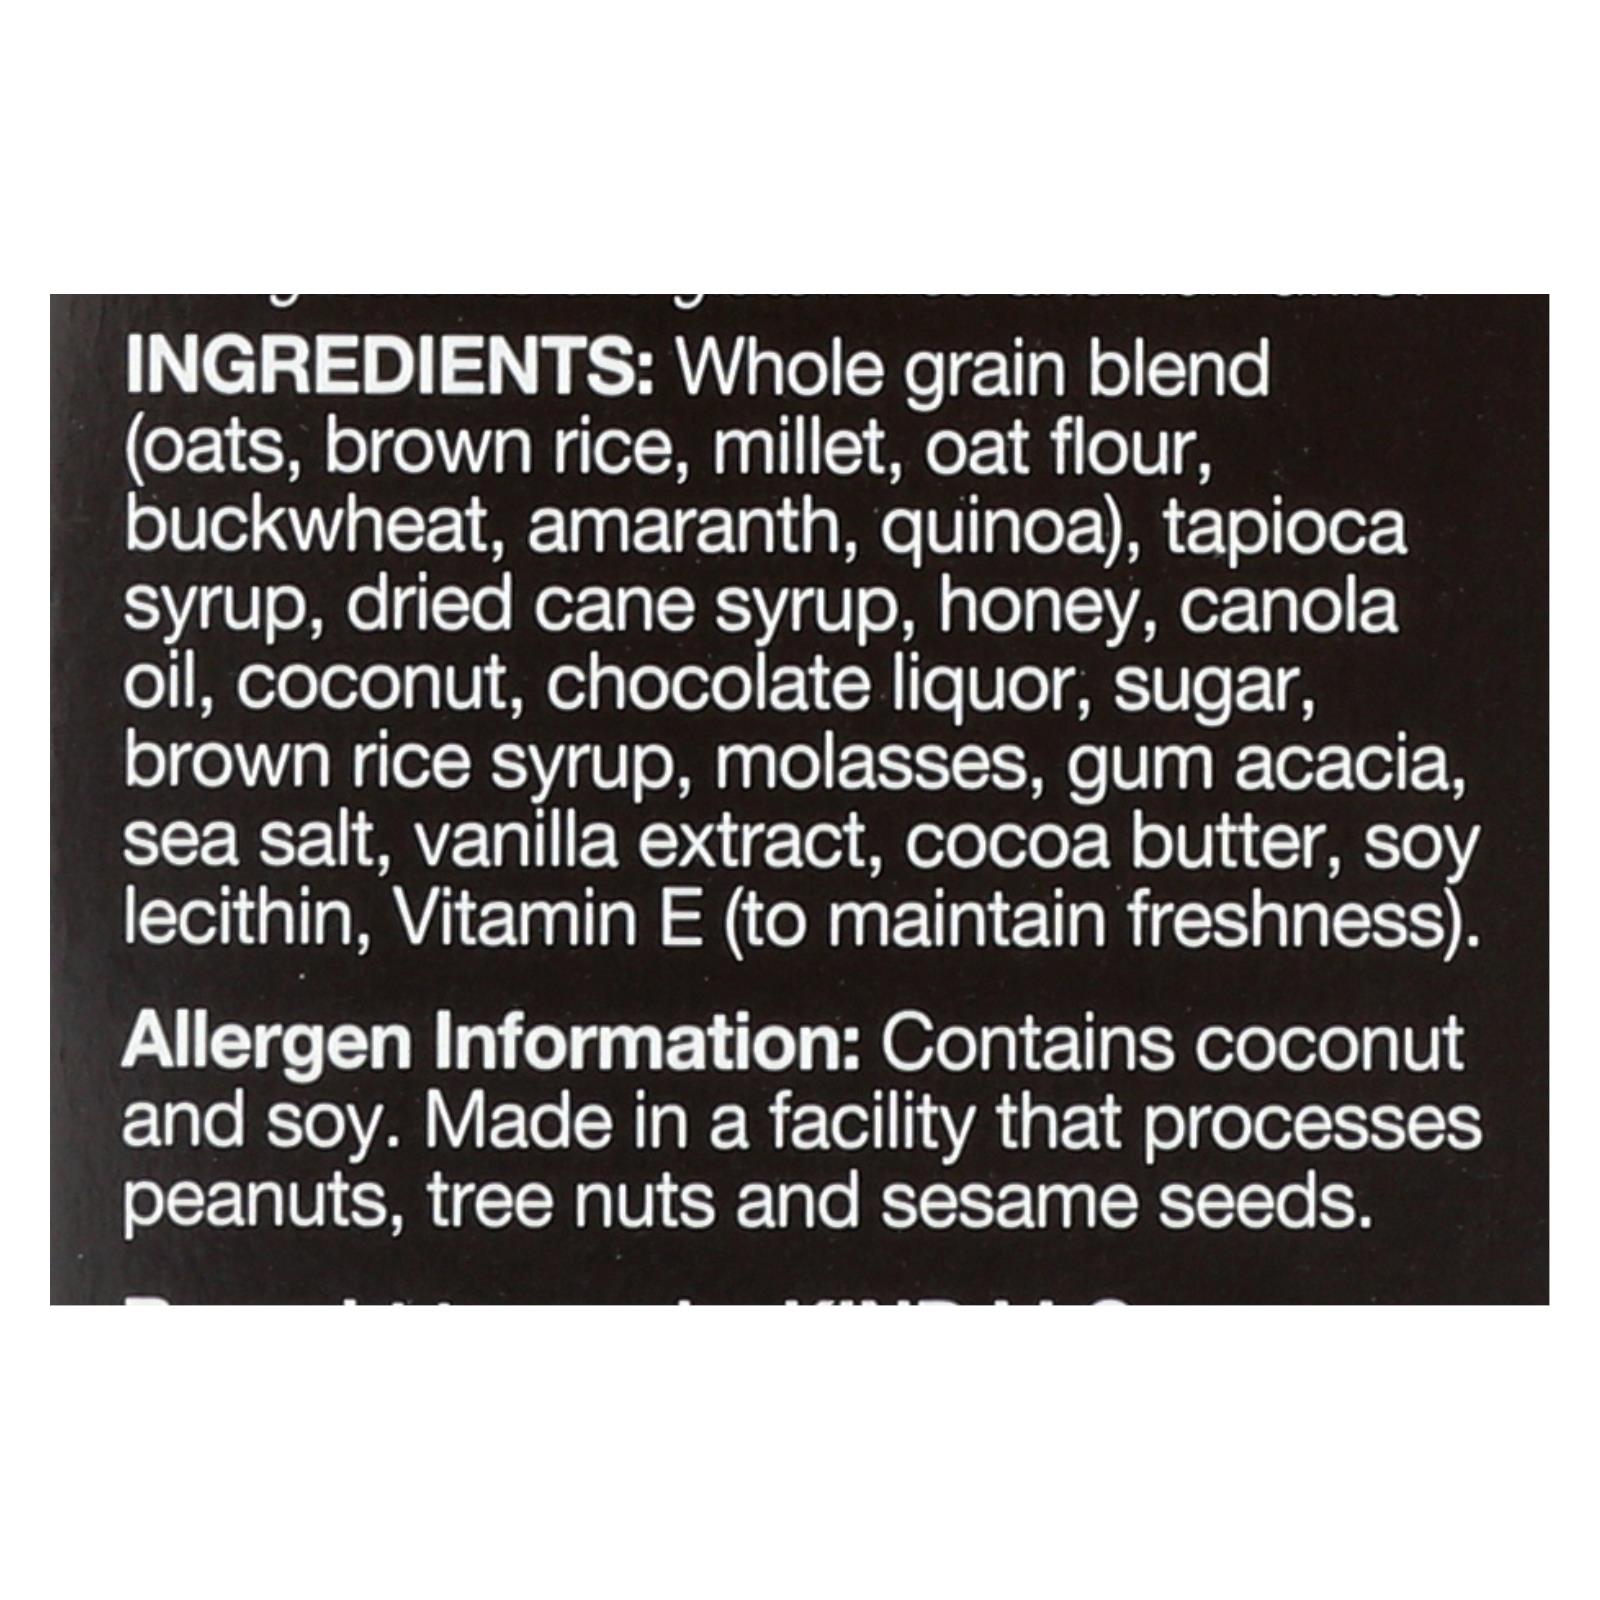 INGREDIENTS: Whole grain blend
(oats, brown rice, millet, oat flour,
buckwheat, amaranth, quinoa), tapioca
syrup, dried cane syrup, honey, canola
oil, coconut, chocolate liquor, sugar,
brown rice syrup, molasses, gum acacia,
sea salt, vanilla extract, cocoa butter, soy
lecithin, Vitamin E (to maintain freshness).
Allergen Information: Contains coconut
and soy. Made in a facility that processes
peanuts, tree nuts and sesame seeds.